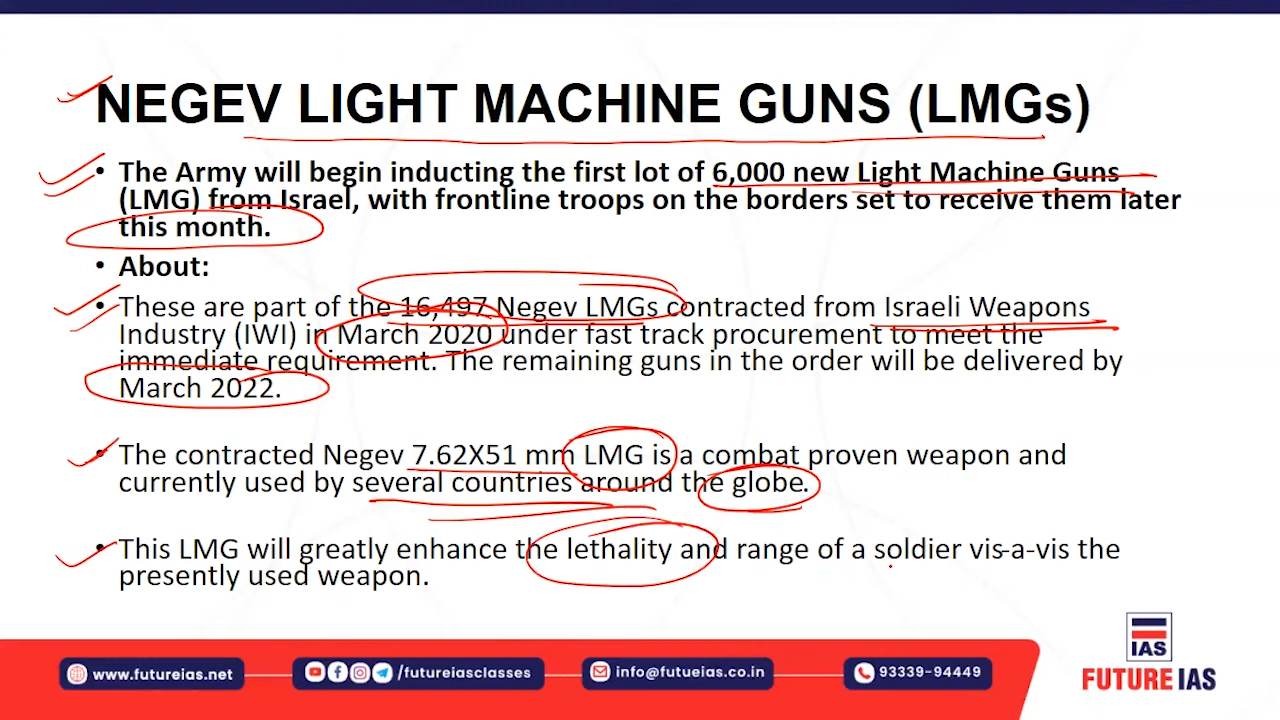 NEGEV LIGHT MACHINE GUNS (LMGs)
• The Army will begin inducting the first lot of 6,000 new Light Machine Guns
(LMG) from Israel, with frontline troops on the borders set to receive them later
this month.
• About:
• These are part of the 16,497 Negev LMGs contracted from Israeli Weapons
Industry (IWI) in March 2020 under fast track procurement to meet the
immediate requirement. The remaining guns in the order will be delivered by
March 2022.
• The contracted Negev 7.62X51 mm LMG is a combat proven weapon and
currently used by several countries around the globe.
• This LMG will greatly enhance the lethality and range of a soldier vis-a-vis the
presently used weapon.
IAS
FUTURE IAS
www.futureias.net
/futureiasclasses
info@futueias.co.in
93339-94449